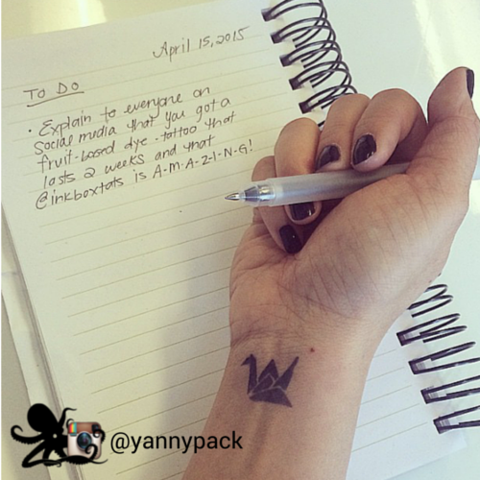 April 15, 2015
TO DO
• Explain to everyone on
social media that you got a
fruit-based dye-tattoo that
lasts 2 weeks and that
@inkboxtats is A-M-A-Z-I-N-G!
@yannypack